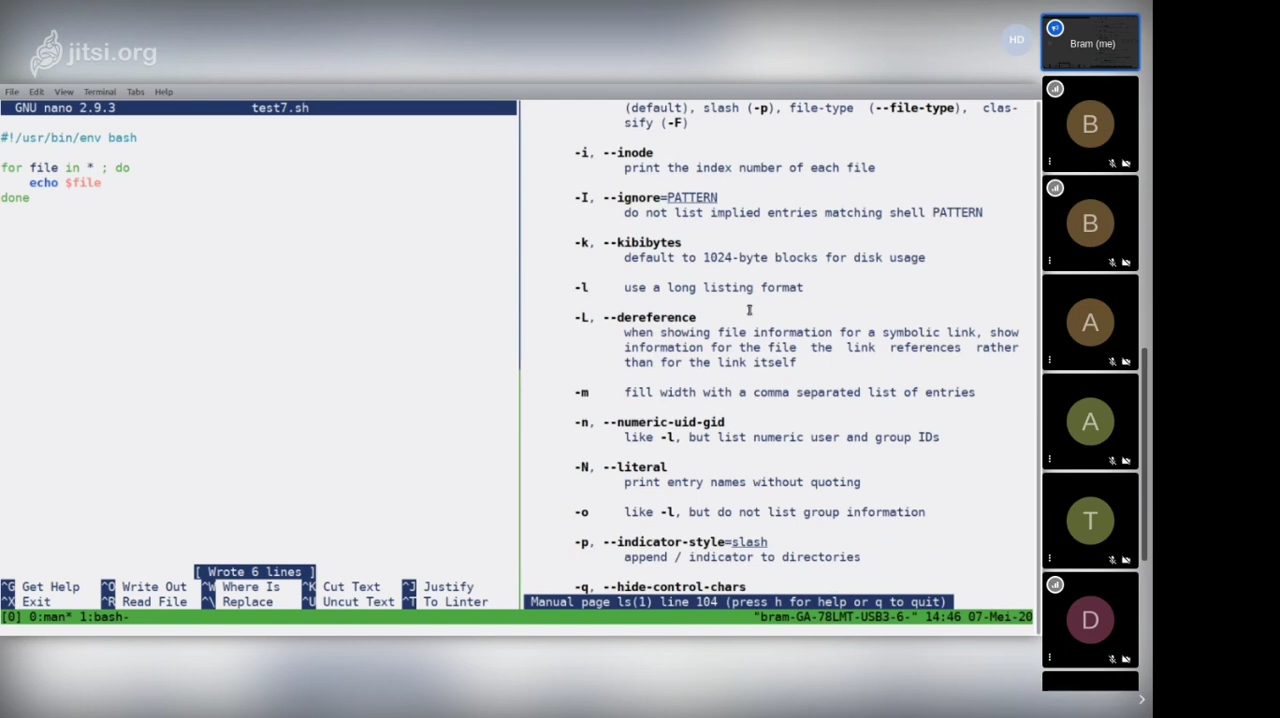 jitsi.org
HD
Bram (me)
File Edit View Terminal Tabs Help
GNU nano 2.9.3 test7.sh
#!/usr/bin/env bash
for file in * ; do
echo $file
done
[ Wrote 6 lines ]
^G Get Help ^O Write Out ^W Where Is ^K Cut Text ^J Justify
^X Exit ^R Read File ^\ Replace ^U Uncut Text ^T To Linter
(default), slash (-p), file-type (--file-type), clas-
sify (-F)
-i, --inode
print the index number of each file
-I, --ignore=PATTERN
do not list implied entries matching shell PATTERN
-k, --kibibytes
default to 1024-byte blocks for disk usage
-l use a long listing format
-L, --dereference
when showing file information for a symbolic link, show
information for the file the link references rather
than for the link itself
-m fill width with a comma separated list of entries
-n, --numeric-uid-gid
like -l, but list numeric user and group IDs
-N, --literal
print entry names without quoting
-o like -l, but do not list group information
-p, --indicator-style=slash
append / indicator to directories
-q, --hide-control-chars
Manual page ls(1) line 104 (press h for help or q to quit)
[0] 0:man* 1:bash- "bram-GA-78LMT-USB3-6-" 14:46 07-Mei-20
B
B
A
A
T
D